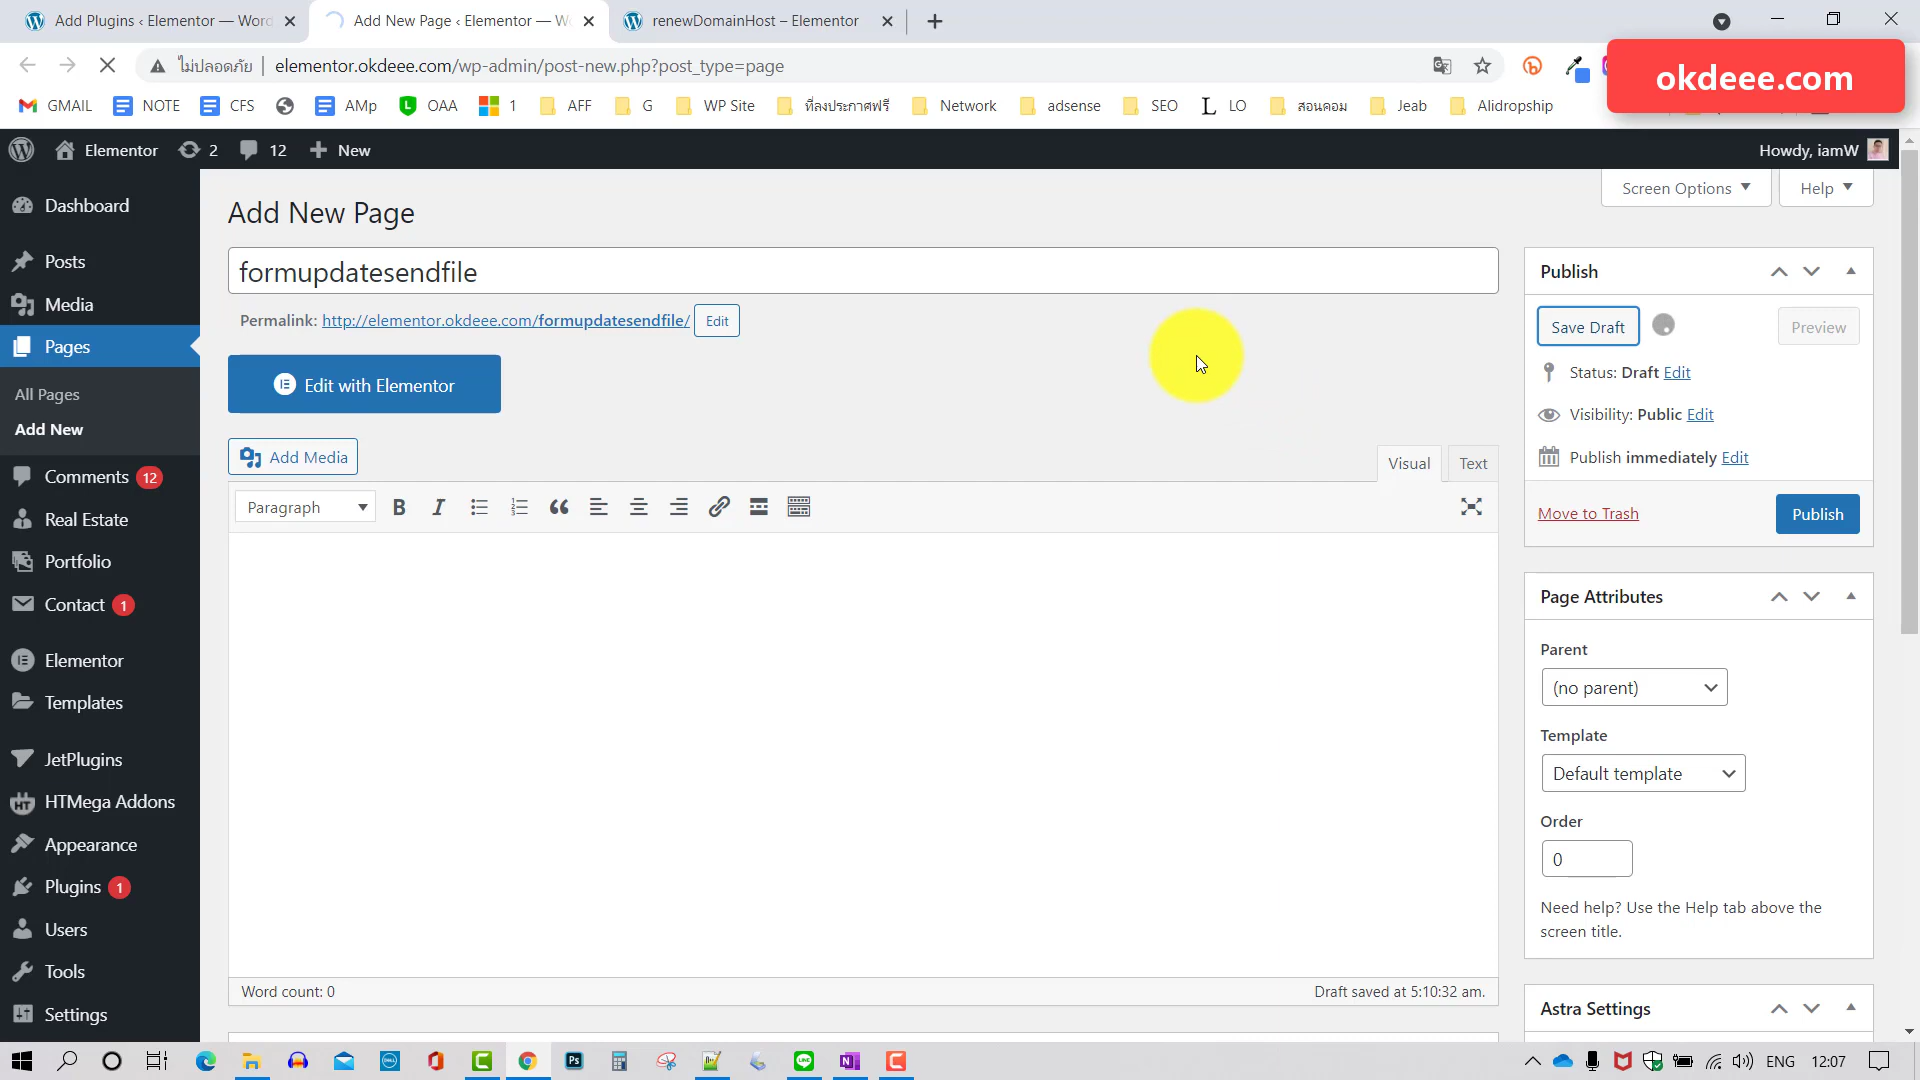 Add Plugins ‹ Elementor — Word
Add New Page ‹ Elementor — W
renewDomainHost – Elementor
ไม่ปลอดภัย
elementor.okdeee.com/wp-admin/post-new.php?post_type=page
okdeee.com
GMAIL
NOTE
CFS
AMp
OAA
1
AFF
G
WP Site
ที่ลงประกาศฟรี
Network
adsense
SEO
LO
สอนคอม
Jeab
Alidropship
Elementor
2
12
New
Howdy, iamW
Screen Options
Help
Dashboard
Posts
Media
Pages
All Pages
Add New
Comments 12
Real Estate
Portfolio
Contact 1
Elementor
Templates
JetPlugins
HTMega Addons
Appearance
Plugins 1
Users
Tools
Settings
Add New Page
formupdatesendfile
Permalink: http://elementor.okdeee.com/formupdatesendfile/ Edit
Edit with Elementor
Add Media
Visual
Text
Paragraph
Word count: 0
Draft saved at 5:10:32 am.
Publish
Save Draft
Preview
Status: Draft Edit
Visibility: Public Edit
Publish immediately Edit
Move to Trash
Publish
Page Attributes
Parent
(no parent)
Template
Default template
Order
0
Need help? Use the Help tab above the
screen title.
Astra Settings
ENG
12:07